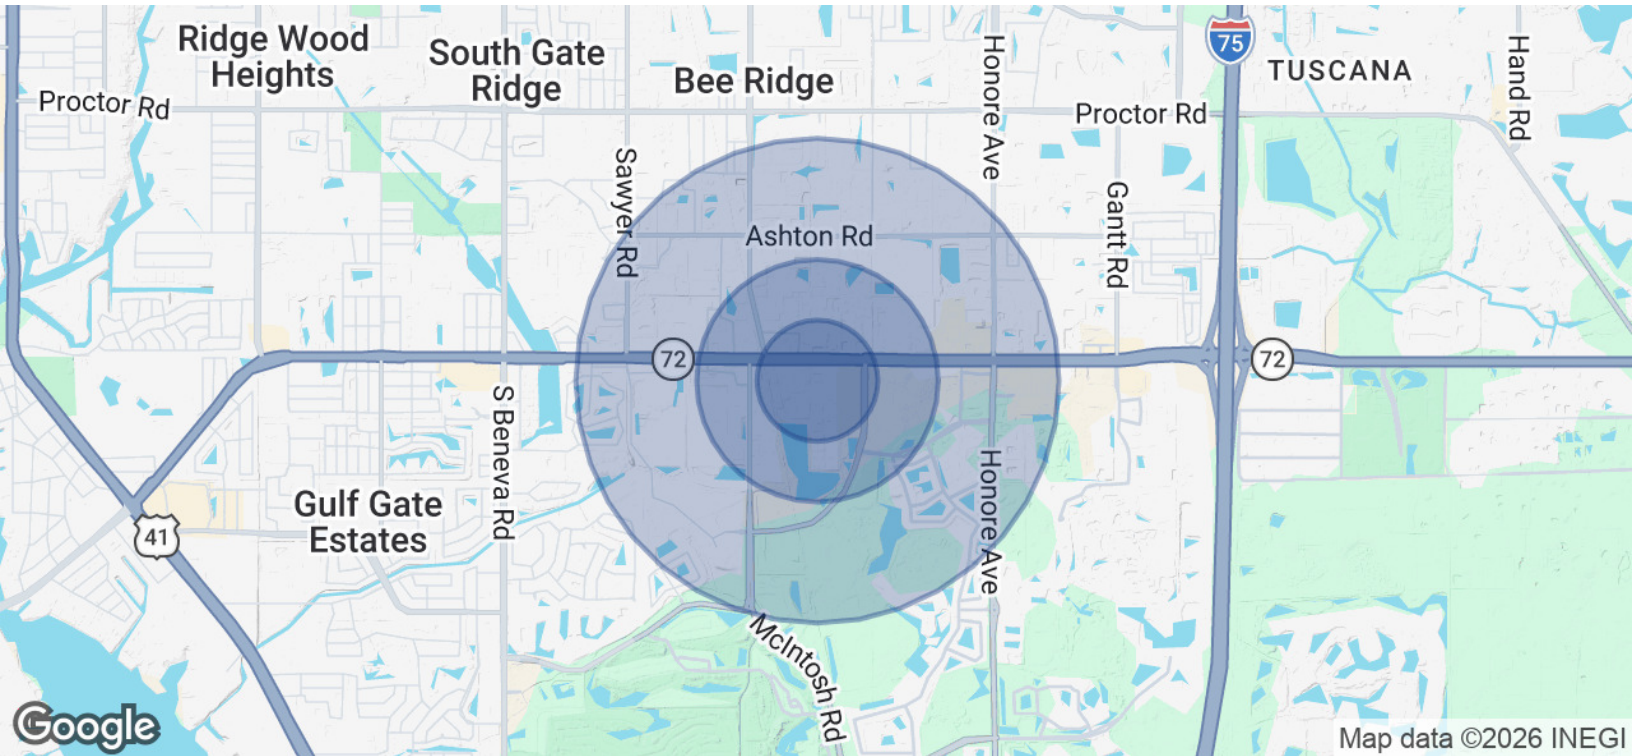 Ridge Wood
Heights
South Gate
Ridge
Bee Ridge
Honore Ave
75
TUSCANA
Hand Rd
Proctor Rd
Proctor Rd
Sawyer Rd
Gantt Rd
Ashton Rd
72
72
S Beneva Rd
Honore Ave
Gulf Gate
Estates
41
McIntosh Rd
Google
Map data ©2026 INEGI